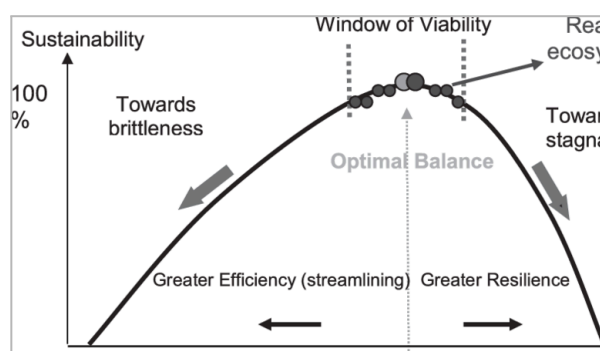 Window of Viability
Sustainability
100
%
Towards
brittleness
Optimal Balance
Greater Efficiency (streamlining)
Greater Resilience